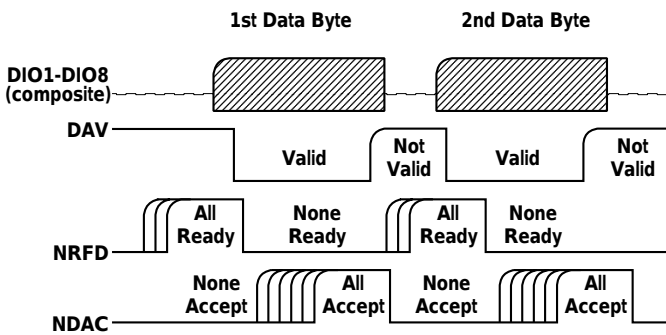 1st Data Byte
2nd Data Byte
DIO1-DIO8
(composite)
DAV
Valid
Not
Valid
Valid
Not
Valid
NRFD
All
Ready
None
Ready
All
Ready
None
Ready
NDAC
None
Accept
All
Accept
None
Accept
All
Accept